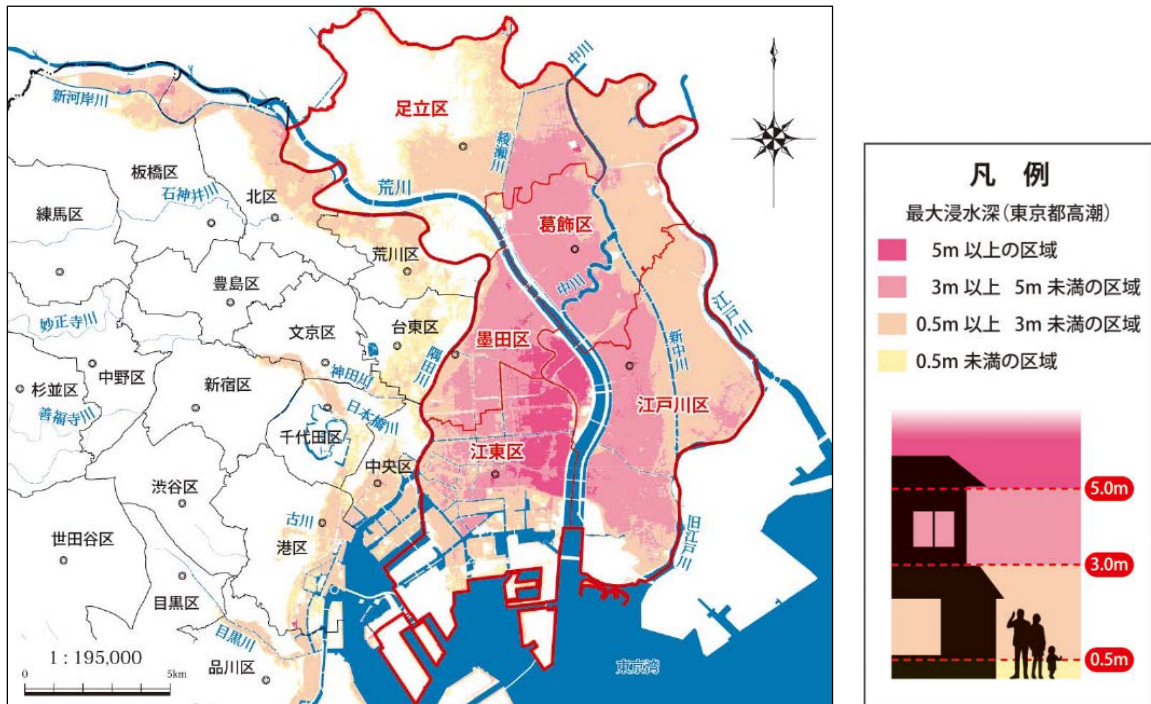 中川
新河岸川
足立区
綾瀬川
板橋区
石神井川
北区
荒川
練馬区
葛飾区
荒川区
豊島区
中川
江戸川
妙正寺川
文京区
台東区
墨田区
隅田川
新中川
中野区
神田川
杉並区
新宿区
江戸川区
善福寺川
日本橋川
千代田区
中央区
江東区
渋谷区
古川
世田谷区
港区
旧江戸川
目黒区
目黒川
1 : 195,000
品川区
東京湾
0 5km
凡 例
最大浸水深(東京都高潮)
5m 以上の区域
3m 以上 5m 未満の区域
0.5m 以上 3m 未満の区域
0.5m 未満の区域
5.0m
3.0m
0.5m